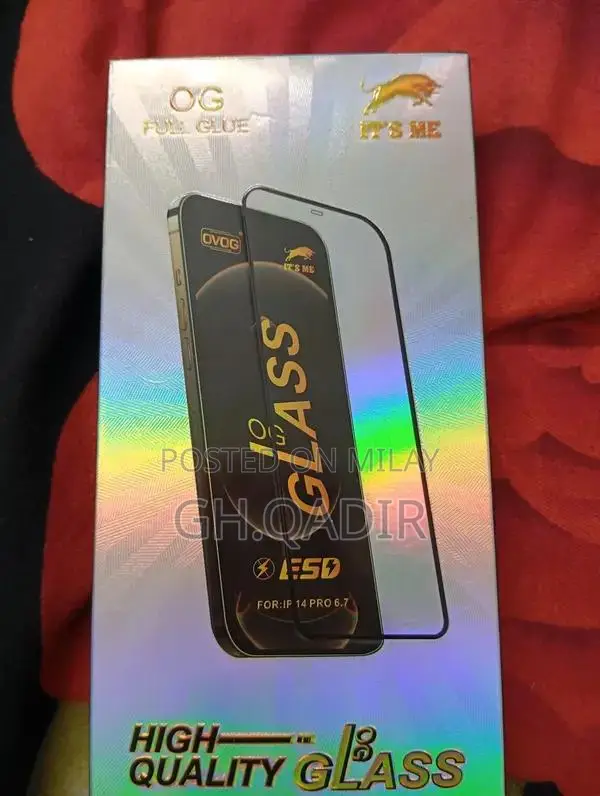 OG
FULL GLUE
IT'S ME
OVOG
IT'S ME
OG
GLASS
POSTED ON MILAY
GH.QADIR
ESD
FOR:IP 14 PRO 6.7
HIGH
QUALITY
THE
OG
GLASS